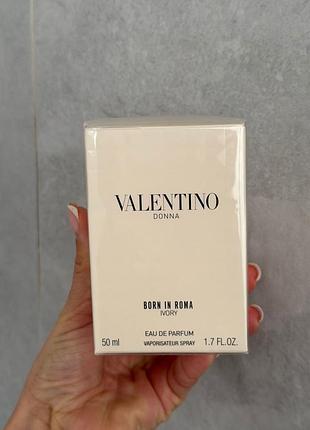 VALENTINO
DONNA
BORN IN ROMA
IVORY
EAU DE PARFUM
50 ml VAPORISATEUR SPRAY 1.7 FL.OZ.